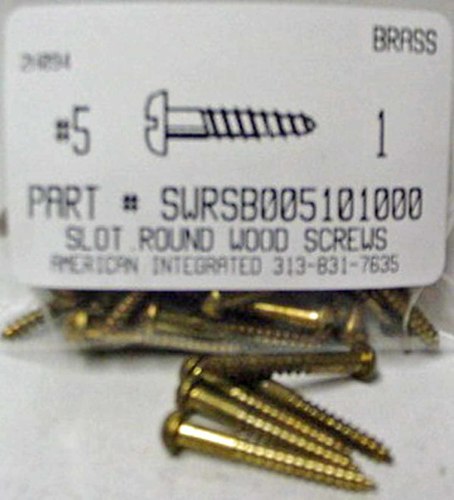 BRASS
#5 1
PART # SWRSB005101000
SLOT ROUND WOOD SCREWS
AMERICAN INTEGRATED 313-831-7635